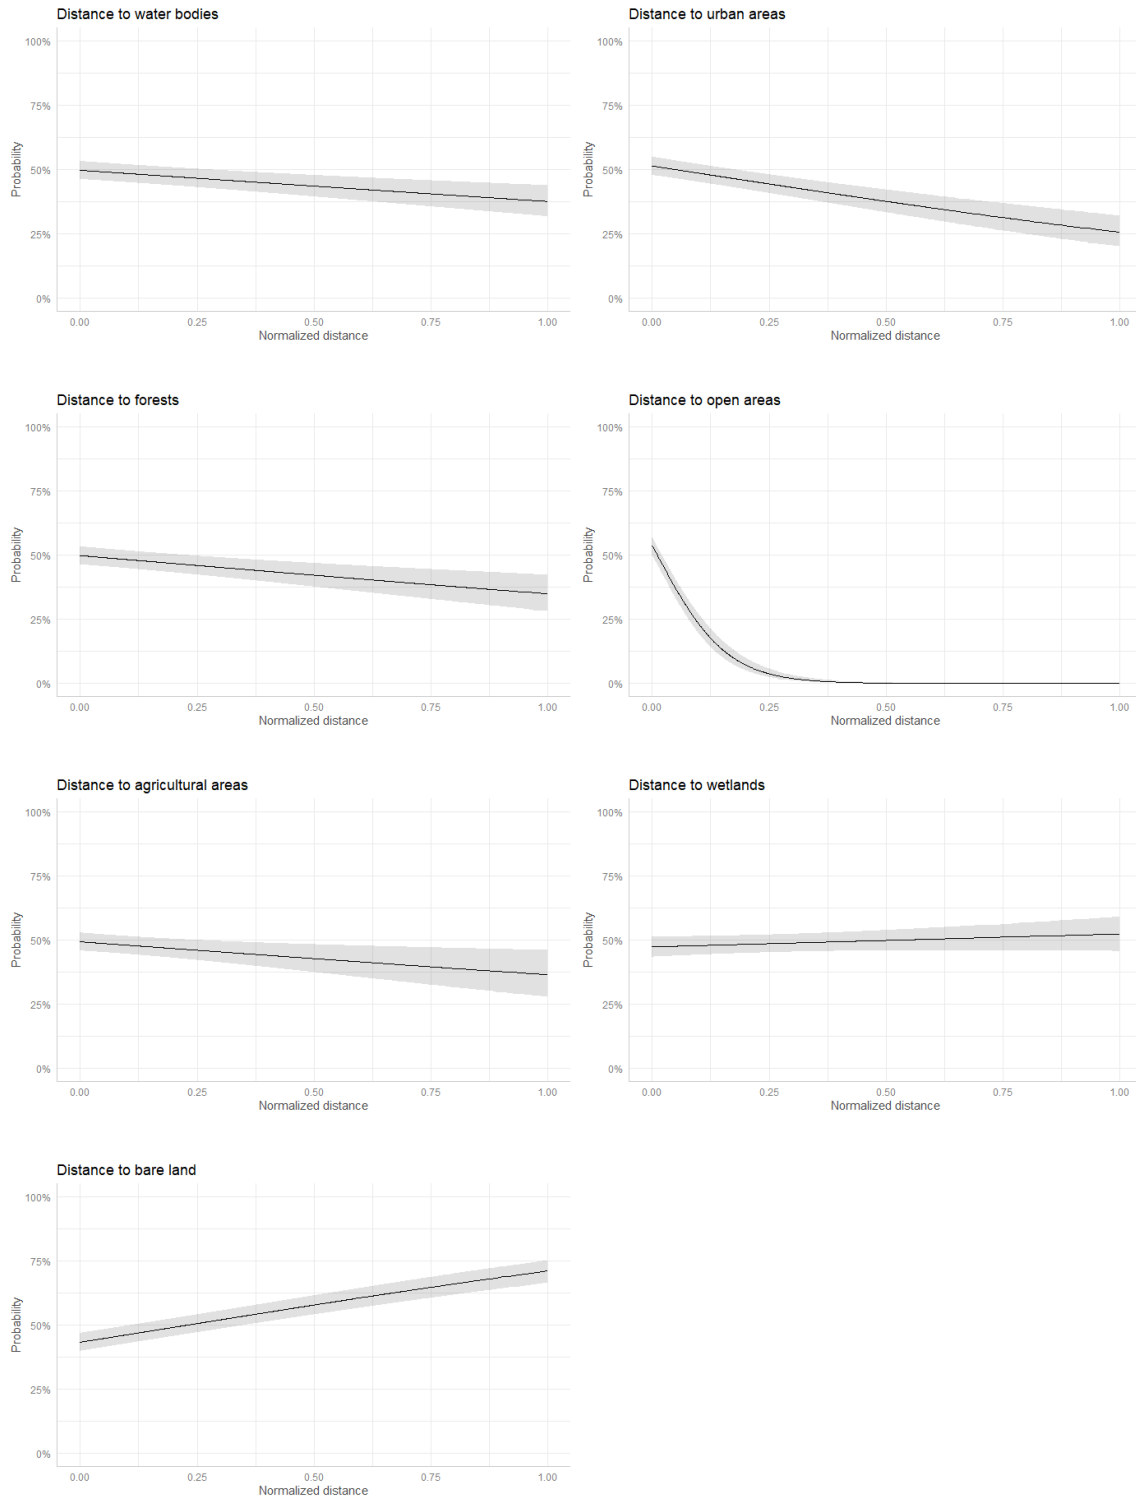 Distance to water bodies
100%
75%
50%
25%
0%
Probability
0.00 0.25 0.50 0.75 1.00
Normalized distance
Distance to urban areas
100%
75%
50%
25%
0%
Probability
0.00 0.25 0.50 0.75 1.00
Normalized distance
Distance to forests
100%
75%
50%
25%
0%
Probability
0.00 0.25 0.50 0.75 1.00
Normalized distance
Distance to open areas
100%
75%
50%
25%
0%
Probability
0.00 0.25 0.50 0.75 1.00
Normalized distance
Distance to agricultural areas
100%
75%
50%
25%
0%
Probability
0.00 0.25 0.50 0.75 1.00
Normalized distance
Distance to wetlands
100%
75%
50%
25%
0%
Probability
0.00 0.25 0.50 0.75 1.00
Normalized distance
Distance to bare land
100%
75%
50%
25%
0%
Probability
0.00 0.25 0.50 0.75 1.00
Normalized distance